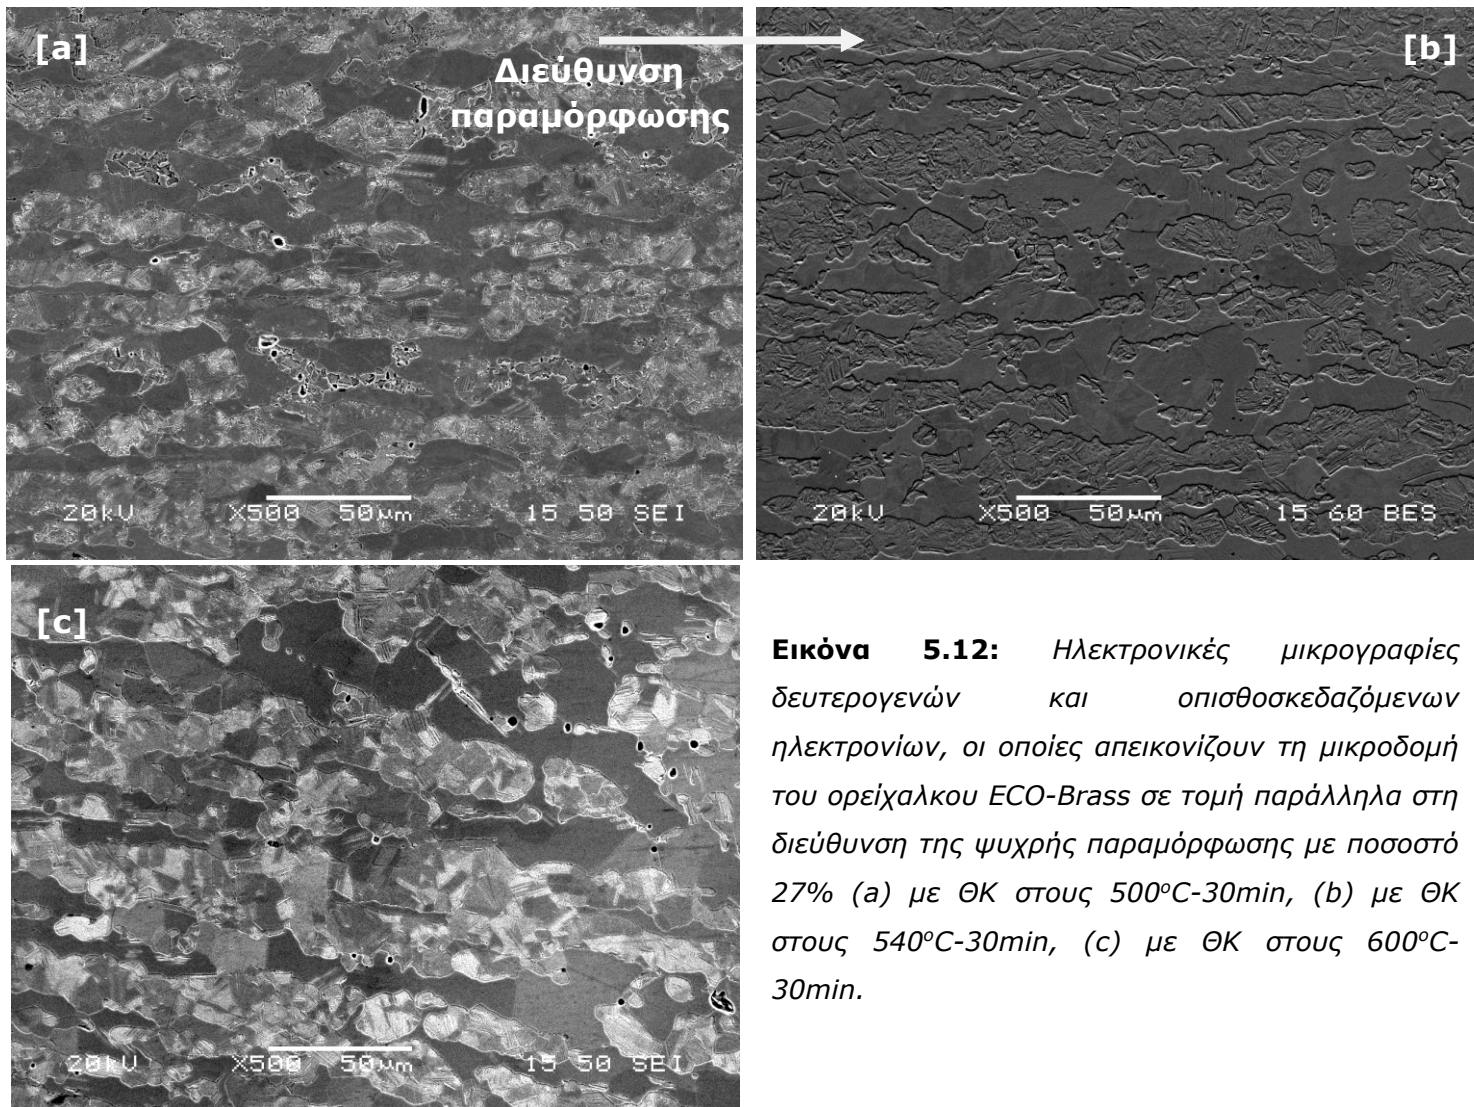 [a]
Διεύθυνση
παραμόρφωσης
20kV X500 50μm 15 50 SEI
[b]
20kV X500 50μm 15 60 BES
[c]
20kV X500 50μm 15 50 SEI
Εικόνα 5.12: Ηλεκτρονικές μικρογραφίες
δευτερογενών και οπισθοσκεδαζόμενων
ηλεκτρονίων, οι οποίες απεικονίζουν τη μικροδομή
του ορείχαλκου ECO-Brass σε τομή παράλληλα στη
διεύθυνση της ψυχρής παραμόρφωσης με ποσοστό
27% (a) με ΘΚ στους 500°C-30min, (b) με ΘΚ
στους 540°C-30min, (c) με ΘΚ στους 600°C-
30min.